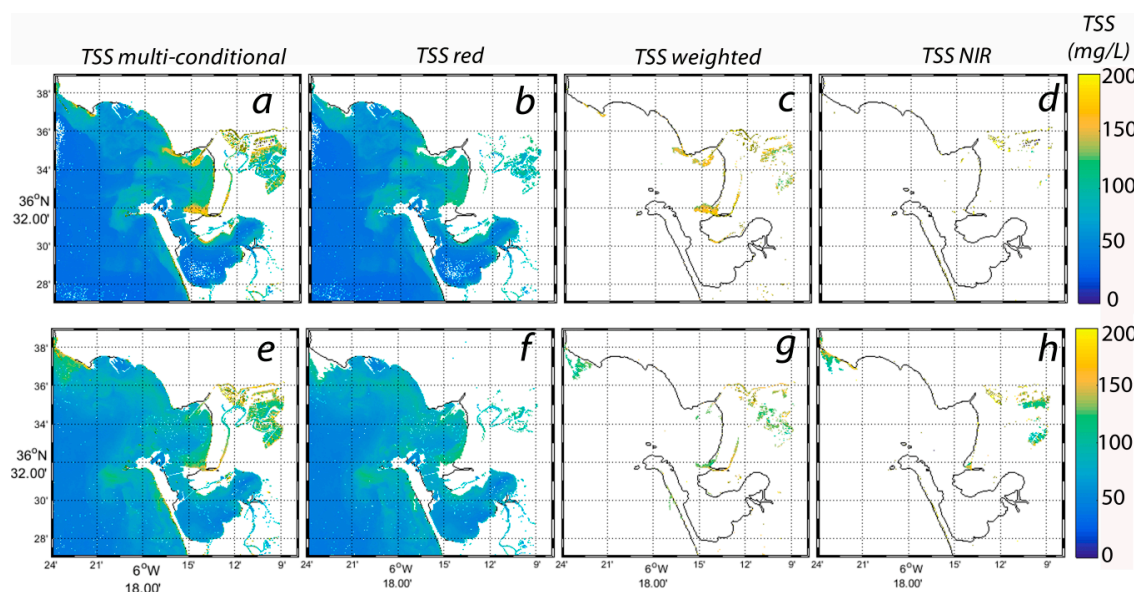 TSS
(mg/L)
TSS multi-conditional TSS red TSS weighted TSS NIR
a b c d
38'
36'
34'
36°N
32.00'
30'
28'
200
150
100
50
0
e f g h
38'
36'
34'
36°N
32.00'
30'
28'
200
150
100
50
0
24' 21' 6°W 15' 12' 9' 24' 21' 6°W 15' 12' 9' 24' 21' 6°W 15' 12' 9' 24' 21' 6°W 15' 12' 9'
18.00' 18.00' 18.00' 18.00'